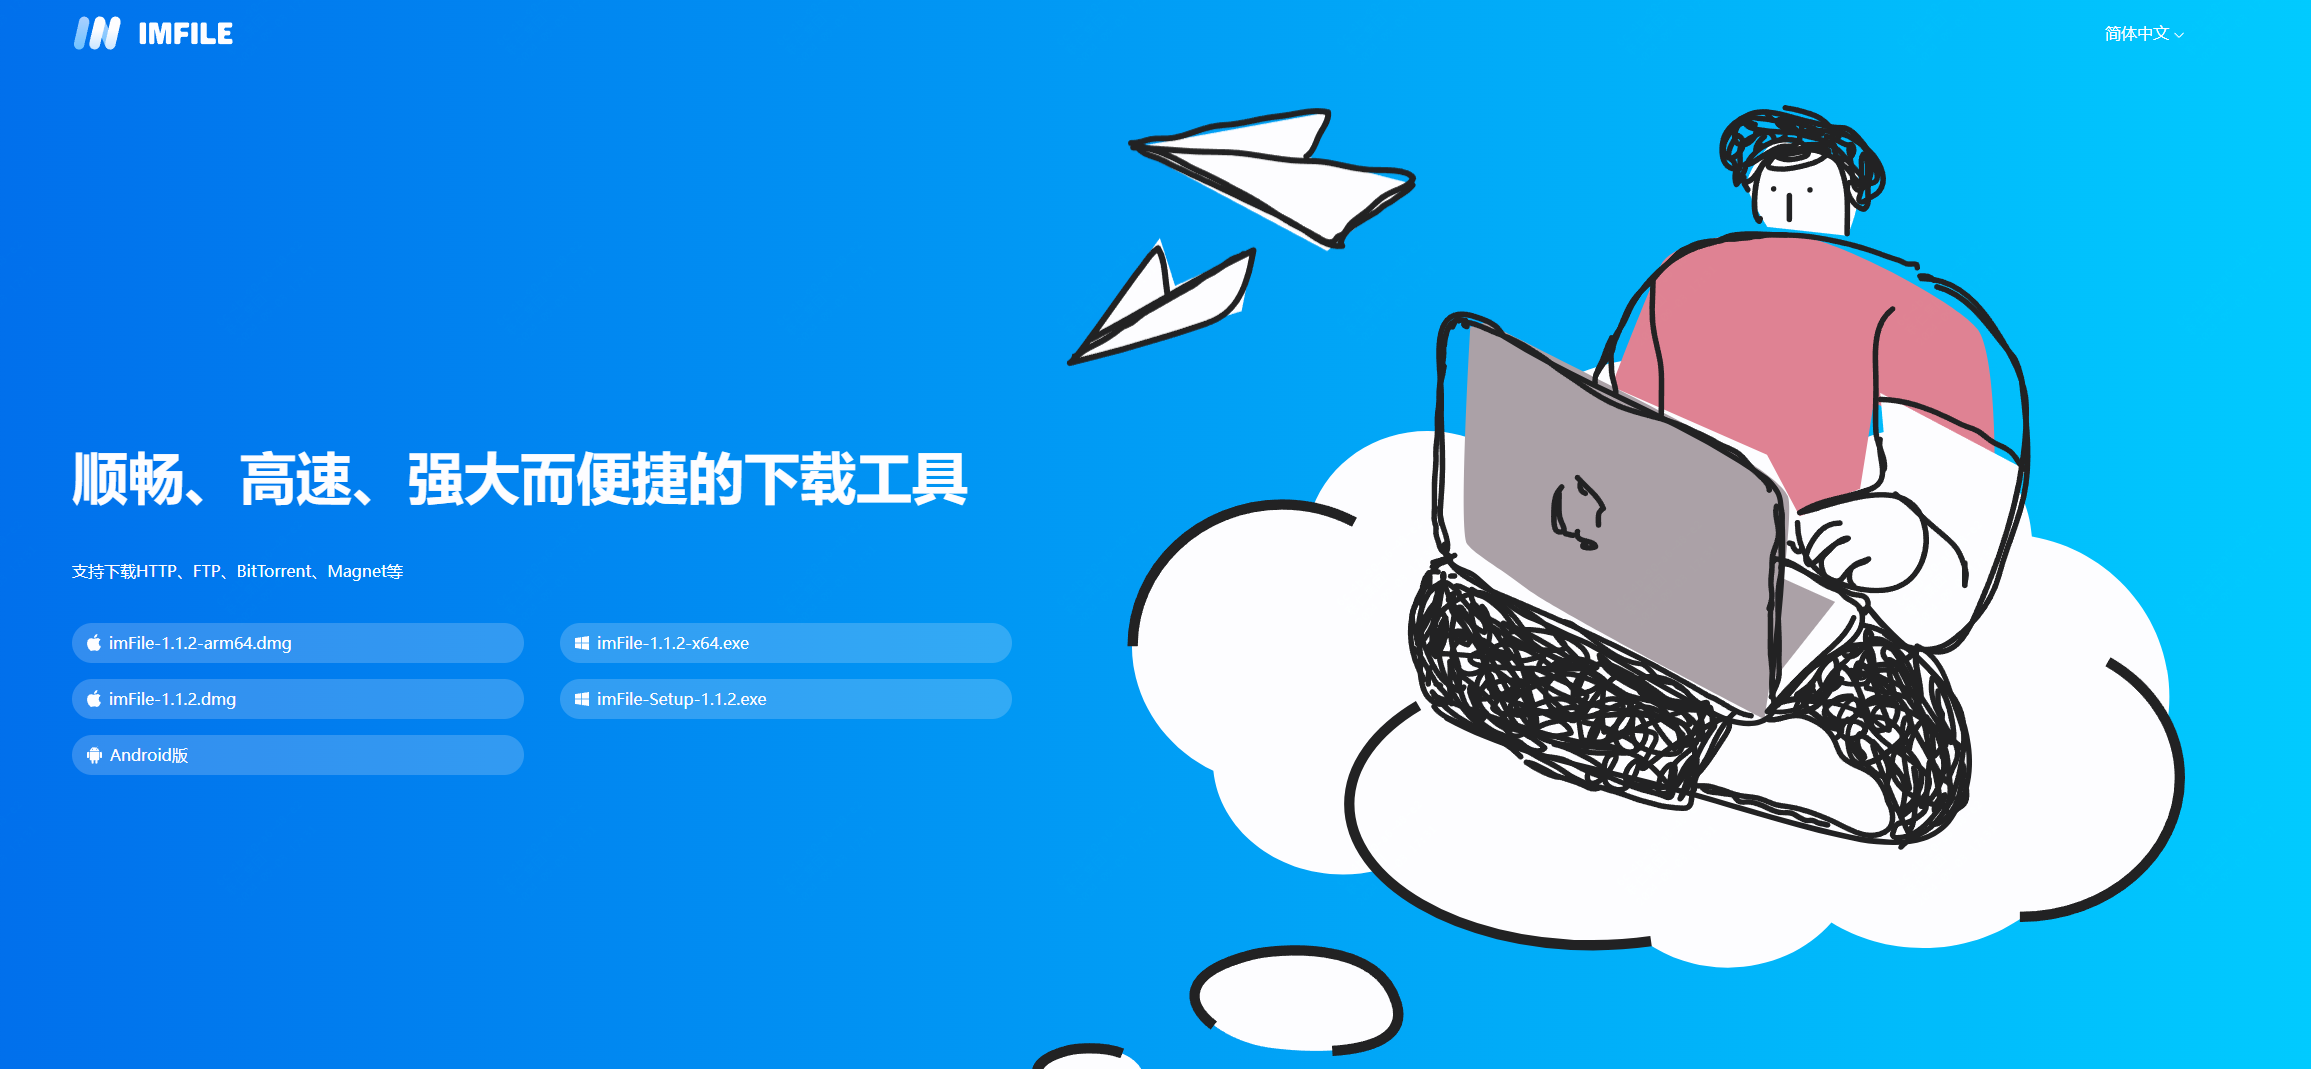 IMFILE
简体中文
顺畅、高速、强大而便捷的下载工具
支持下载HTTP、FTP、BitTorrent、Magnet等
imFile-1.1.2-arm64.dmg
imFile-1.1.2-x64.exe
imFile-1.1.2.dmg
imFile-Setup-1.1.2.exe
Android版